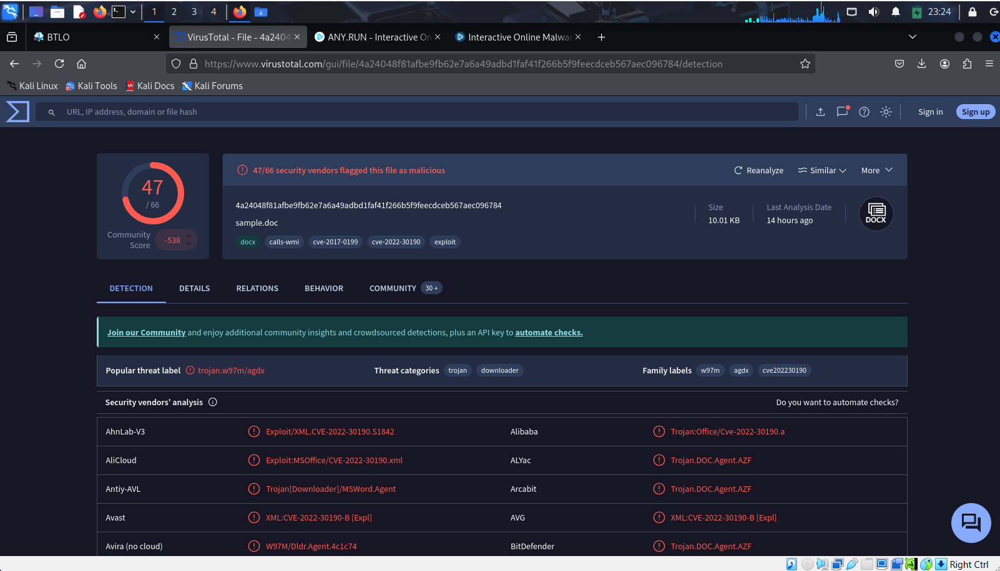 1 2 3 4 23:24
BTLO VirusTotal - File - 4a2404 ANY.RUN - Interactive On Interactive Online Malwar
https://www.virustotal.com/gui/file/4a24048f81afbe9fb62e7a6a49adbd1faf41f266b5f9feecdceb567aec096784/detection
Kali Linux Kali Tools Kali Docs Kali Forums
URL, IP address, domain or file hash Sign in Sign up
47
/ 66
Community
Score
-538
47/66 security vendors flagged this file as malicious Reanalyze Similar More
4a24048f81afbe9fb62e7a6a49adbd1faf41f266b5f9feecdceb567aec096784
sample.doc
docx calls-wmi cve-2017-0199 cve-2022-30190 exploit
Size
10.01 KB
Last Analysis Date
14 hours ago
DOCX
DETECTION DETAILS RELATIONS BEHAVIOR COMMUNITY 30 +
Join our Community and enjoy additional community insights and crowdsourced detections, plus an API key to automate checks.
Popular threat label trojan.w97m/agdx Threat categories trojan downloader Family labels w97m agdx cve202230190
Security vendors' analysis Do you want to automate checks?
AhnLab-V3 Exploit/XML.CVE-2022-30190.S1842 Alibaba Trojan:Office/Cve-2022-30190.a
AliCloud Exploit:MSOffice/CVE-2022-30190.xml ALYac Trojan.DOC.Agent.AZF
Antiy-AVL Trojan[Downloader]/MSWord.Agent Arcabit Trojan.DOC.Agent.AZF
Avast XML:CVE-2022-30190-B [Expl] AVG XML:CVE-2022-30190-B [Expl]
Avira (no cloud) W97M/Dldr.Agent.4c1c74 BitDefender Trojan.DOC.Agent.AZF
Right Ctrl